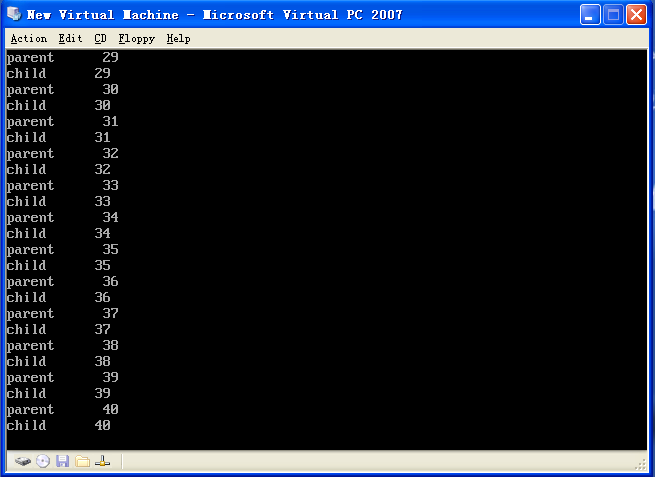 New Virtual Machine - Microsoft Virtual PC 2007
Action Edit CD Floppy Help
parent 29
child 29
parent 30
child 30
parent 31
child 31
parent 32
child 32
parent 33
child 33
parent 34
child 34
parent 35
child 35
parent 36
child 36
parent 37
child 37
parent 38
child 38
parent 39
child 39
parent 40
child 40